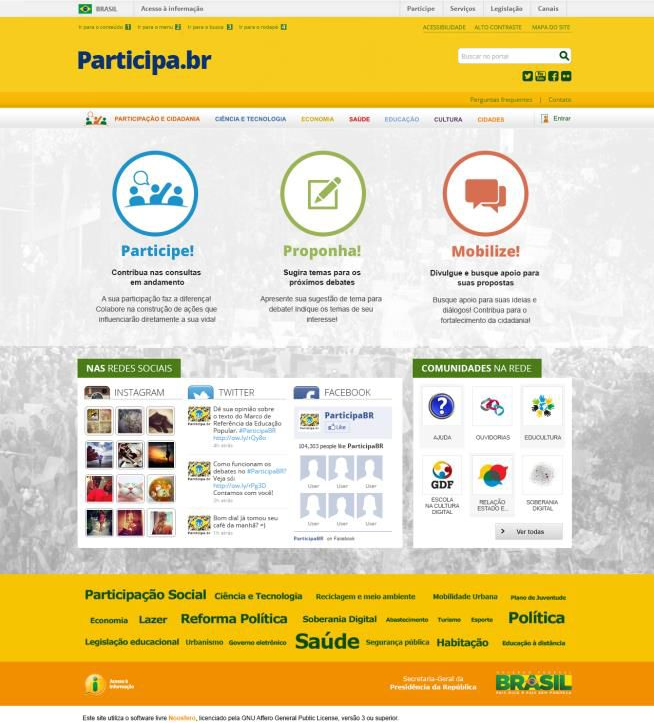 BRASIL Acesso à informação Participe Serviços Legislação Canais
Ir para o conteúdo 1 Ir para o menu 2 Ir para a busca 3 Ir para o rodapé 4 ACESSIBILIDADE ALTO CONTRASTE MAPA DO SITE
Participa.br
Buscar no portal
Perguntas frequentes | Contato
PARTICIPAÇÃO E CIDADANIA CIÊNCIA E TECNOLOGIA ECONOMIA SAÚDE EDUCAÇÃO CULTURA CIDADES Entrar
Participe! Proponha! Mobilize!
Contribua nas consultas
em andamento
A sua participação faz a diferença!
Colabore na construção de ações que
influenciarão diretamente a sua vida!
Sugira temas para os
próximos debates
Apresente sua sugestão de tema para
debate! Indique os temas de seu
interesse!
Divulgue e busque apoio para
suas propostas
Busque apoio para suas ideias e
diálogos! Contribua para o
fortalecimento da cidadania!
NAS REDES SOCIAIS
INSTAGRAM TWITTER FACEBOOK
Dê sua opinião sobre
o texto do Marco de
Referência da Educação
Popular. #ParticipaBR
Como funcionam os
debates no #ParticipaBR?
Veja só:
Contamos com você!
Bom dia! Já tomou seu
café da manhã? =)
1h atrás
ParticipaBR
Like
104,303 people like ParticipaBR
User User User
User User User
ParticipaBR on Facebook
COMUNIDADES NA REDE
AJUDA OUVIDORIAS EDUCULTURA
GDF
ESCOLA
NA CULTURA
DIGITAL
RELAÇÃO
ESTADO E...
SOBERANIA
DIGITAL
Ver todas
Participação Social Ciência e Tecnologia Reciclagem e meio ambiente Mobilidade Urbana Plano de Juventude
Economia Lazer Reforma Política Soberania Digital Abastecimento Turismo Esporte Política
Legislação educacional Urbanismo Governo eletrônico Saúde Segurança pública Habitação Educação à distância
Acesso à
Informação
Secretaria-Geral da
Presidência da República
BRASIL
Este site utiliza o software livre Noosfero, licenciado pela GNU Affero General Public License, versão 3 ou superior.